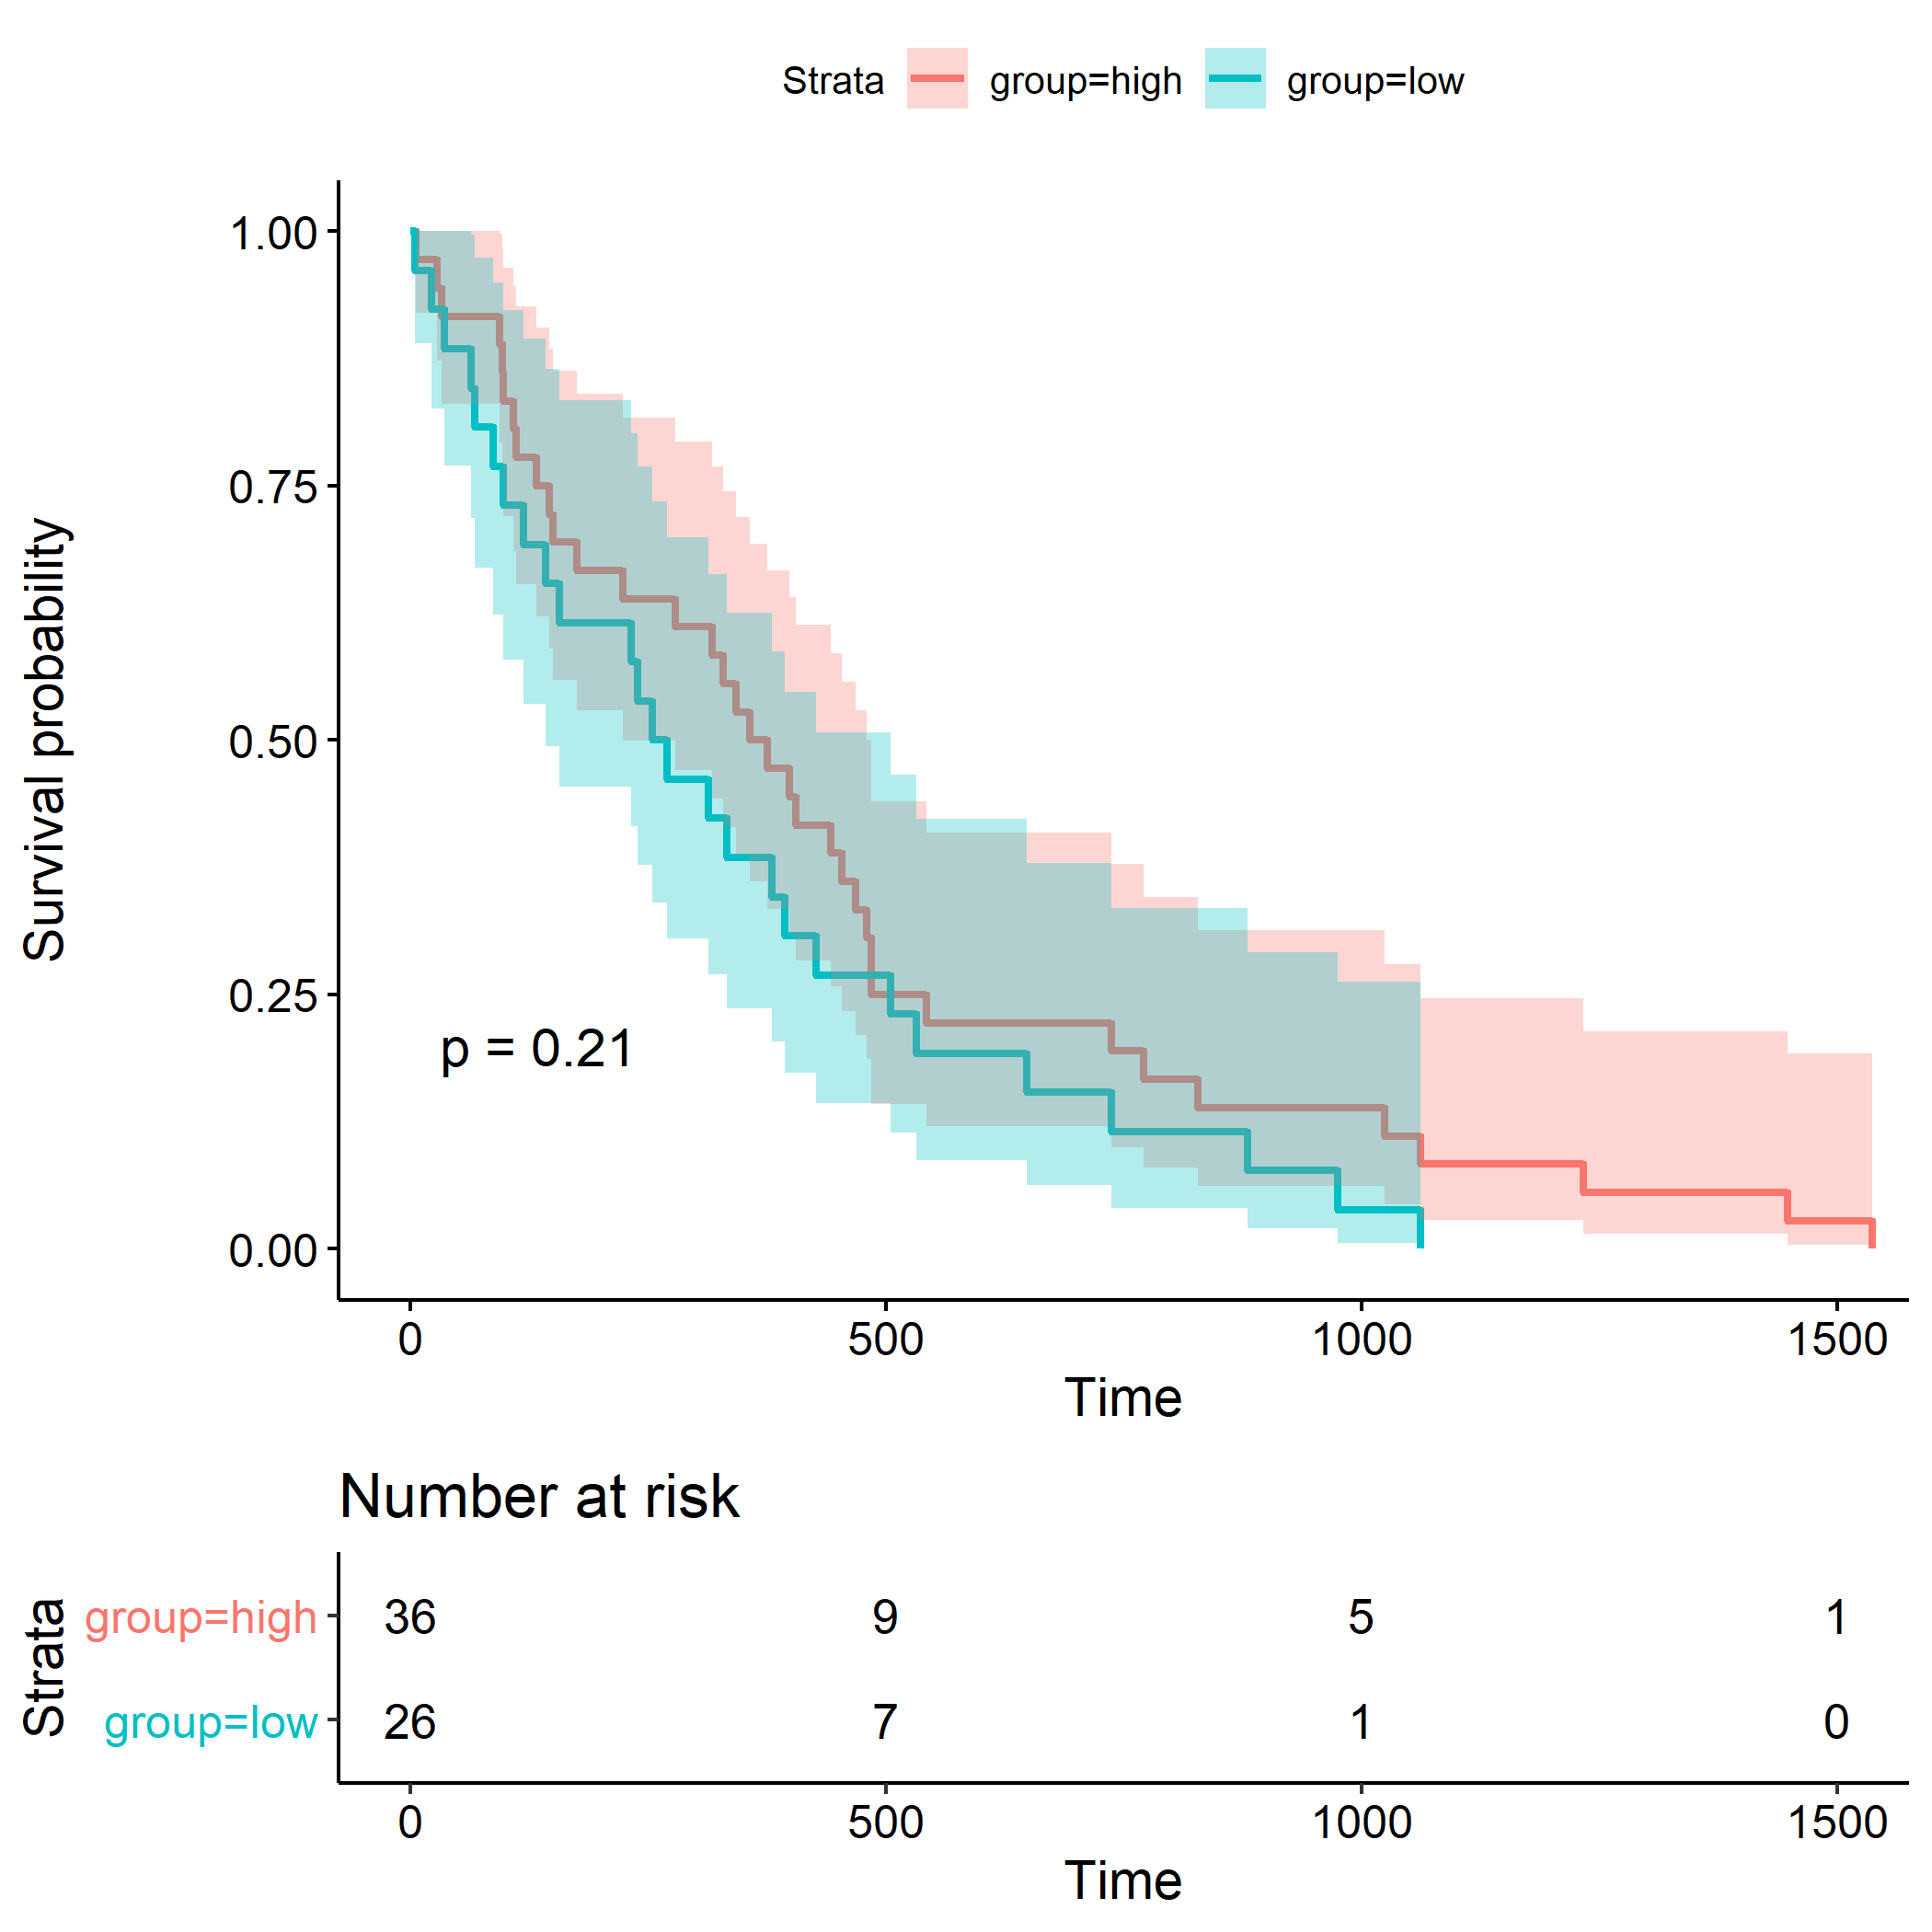 Strata group=high group=low
Survival probability
1.00
0.75
0.50
0.25
0.00
p = 0.21
0 500 1000 1500
Time
Number at risk
Strata
group=high 36 9 5 1
group=low 26 7 1 0
0 500 1000 1500
Time